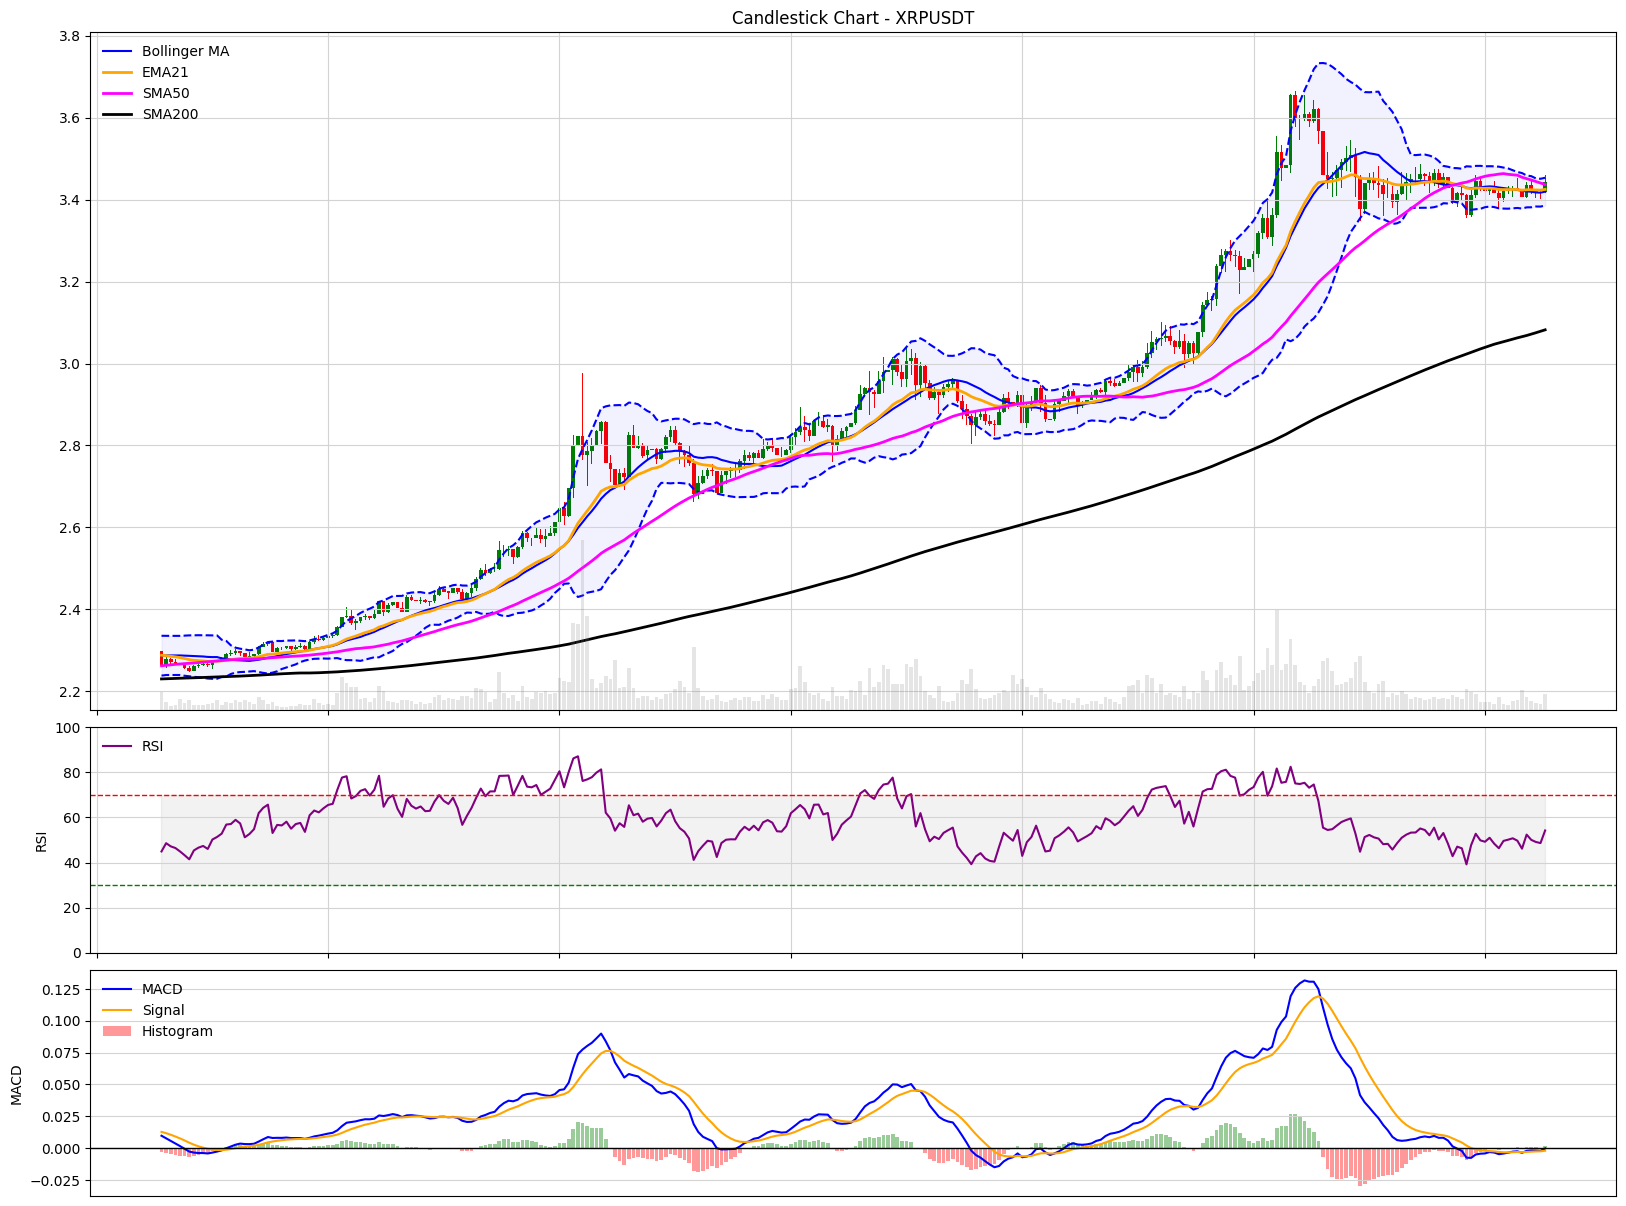 Candlestick Chart - XRPUSDT
Bollinger MA
EMA21
SMA50
SMA200
3.8
3.6
3.4
3.2
3.0
2.8
2.6
2.4
2.2
RSI
RSI
100
80
60
40
20
0
MACD
Signal
Histogram
MACD
0.125
0.100
0.075
0.050
0.025
0.000
−0.025